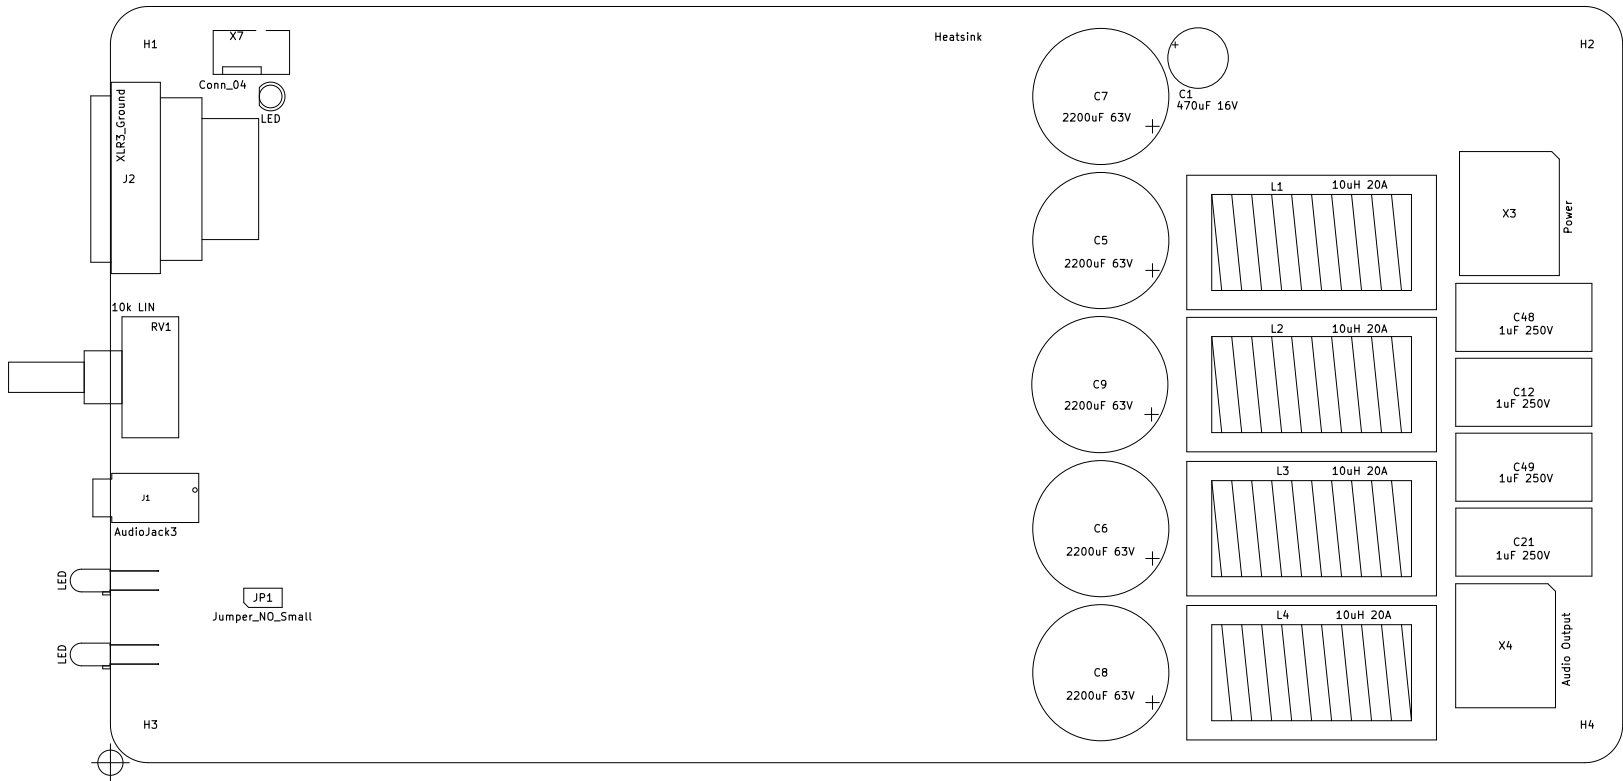 H1
X7
Heatsink
H2
Conn_04
LED
XLR3_Ground
J2
C7
2200uF 63V
C1
470uF 16V
L1 10uH 20A
X3
Power
C5
2200uF 63V
10k LIN
RV1
L2 10uH 20A
C48
1uF 250V
C9
2200uF 63V
C12
1uF 250V
L3 10uH 20A
C49
1uF 250V
J1
AudioJack3
C6
2200uF 63V
C21
1uF 250V
LED
JP1
Jumper_NO_Small
L4 10uH 20A
LED
C8
2200uF 63V
X4
Audio Output
H3
H4